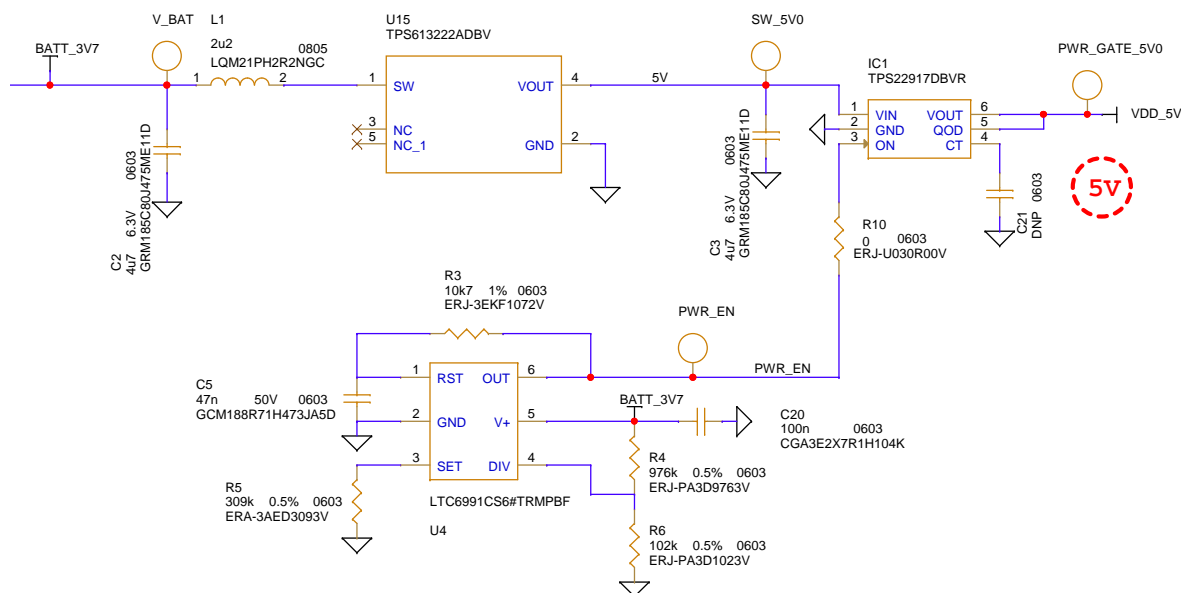 BATT_3V7
V_BAT
L1
2u2 0805
LQM21PH2R2NGC
1
2
C2
4u7 6.3V 0603
GRM185C80J475ME11D
U15
TPS613222ADBV
1 SW
3 NC
5 NC_1
VOUT 4
GND 2
5V
SW_5V0
C3
4u7 6.3V 0603
GRM185C80J475ME11D
IC1
TPS22917DBVR
1 VIN
2 GND
3 ON
VOUT 6
QOD 5
CT 4
PWR_GATE_5V0
VDD_5V
5V
C21
DNP 0603
R10
0 0603
ERJ-U030R00V
R3
10k7 1% 0603
ERJ-3EKF1072V
PWR_EN
PWR_EN
C5
47n 50V 0603
GCM188R71H473JA5D
1 RST
2 GND
3 SET
OUT 6
V+ 5
DIV 4
LTC6991CS6#TRMPBF
U4
BATT_3V7
C20
100n 0603
CGA3E2X7R1H104K
R4
976k 0.5% 0603
ERJ-PA3D9763V
R5
309k 0.5% 0603
ERA-3AED3093V
R6
102k 0.5% 0603
ERJ-PA3D1023V